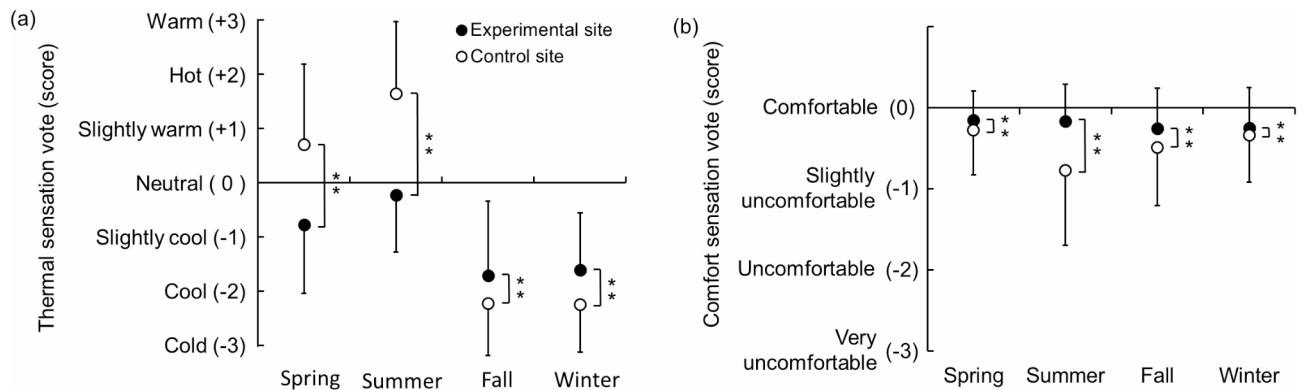 (a)
Thermal sensation vote (score)
Warm (+3)
Hot (+2)
Slightly warm (+1)
Neutral ( 0 )
Slightly cool (-1)
Cool (-2)
Cold (-3)
Experimental site
Control site
**
**
**
**
Spring Summer Fall Winter
(b)
Comfort sensation vote (score)
Comfortable (0)
Slightly
uncomfortable (-1)
Uncomfortable (-2)
Very
uncomfortable (-3)
**
**
**
**
Spring Summer Fall Winter